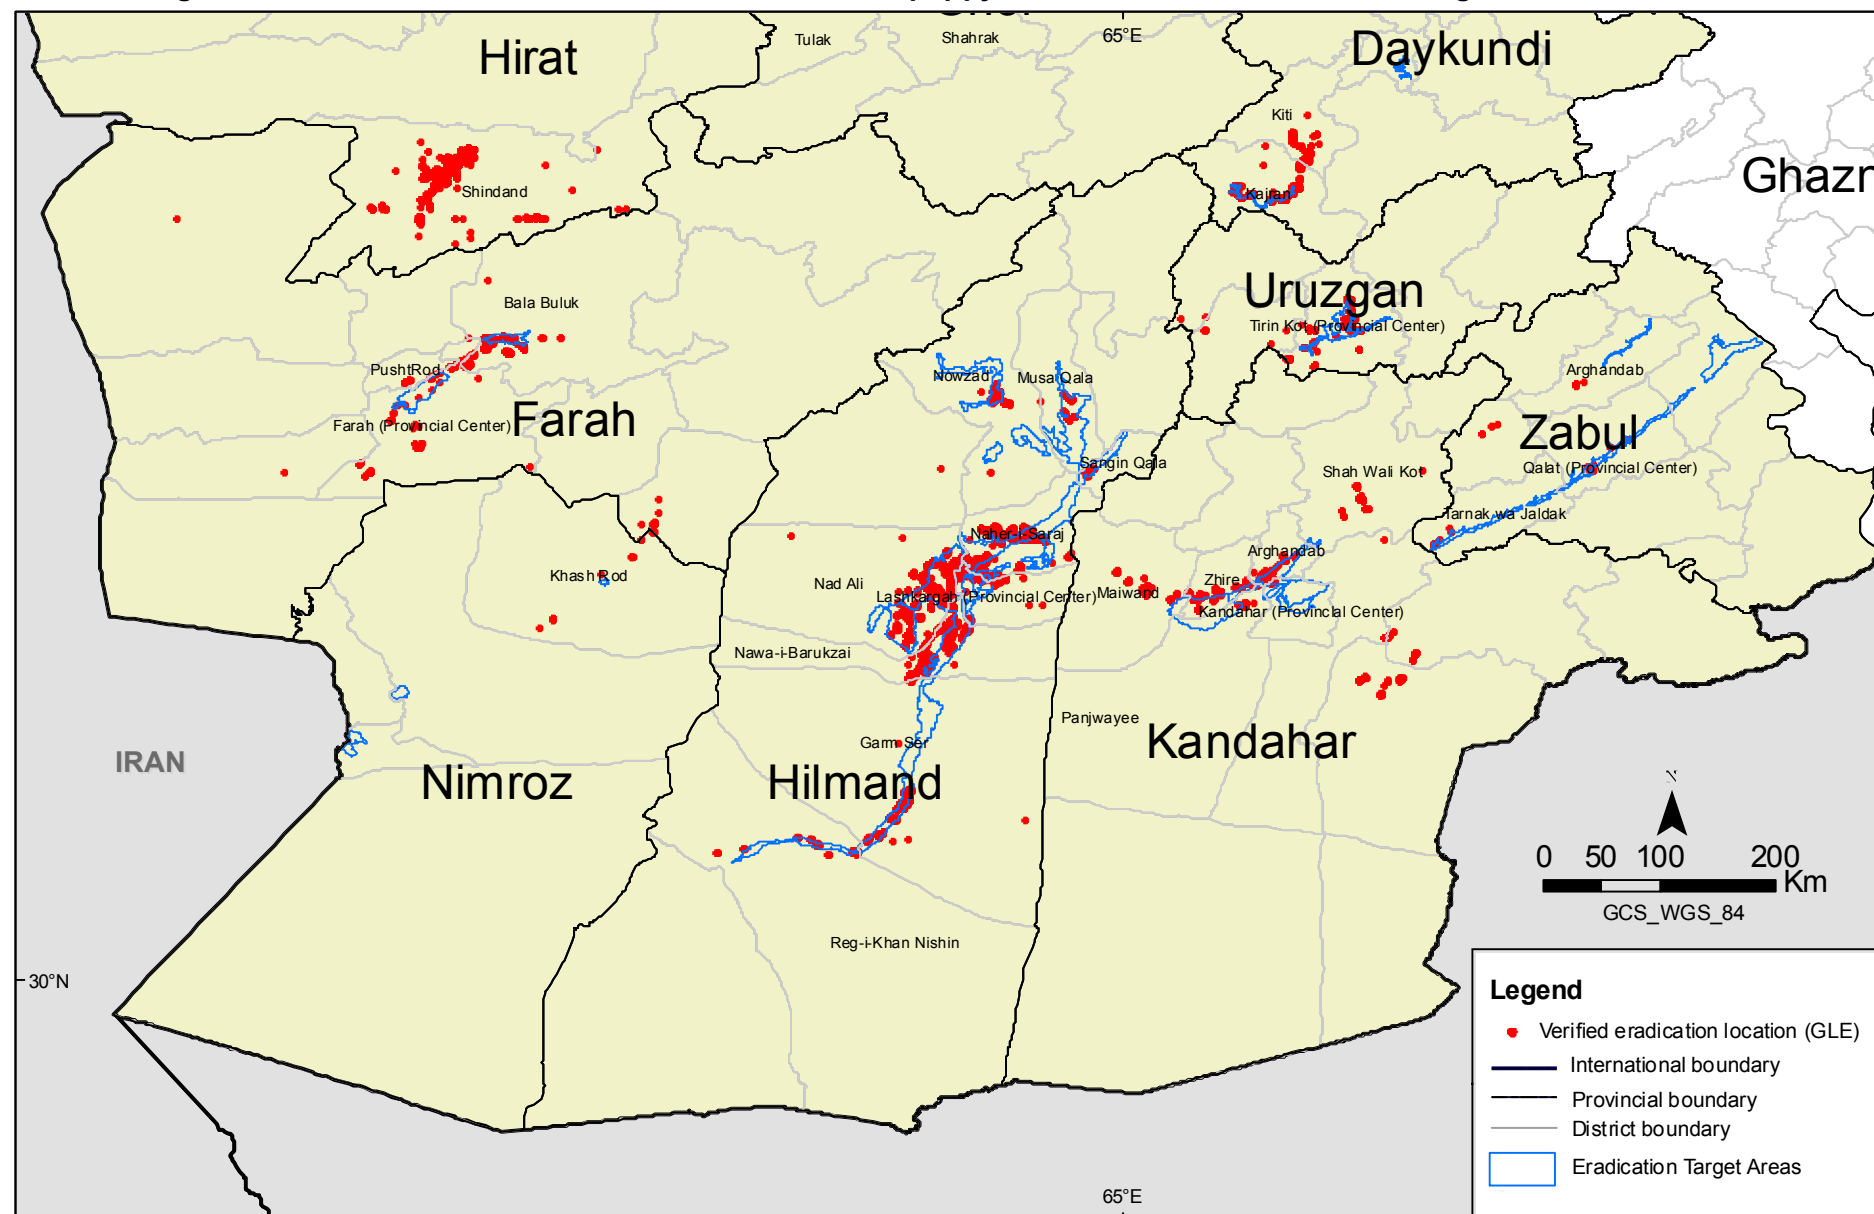 Hirat
Tulak
Shahrak
65°E
Daykundi
Kiti
Ghazn
Shindand
Kajran
Bala Buluk
Uruzgan
Tirin Kot (Provincial Center)
PushtRod
Nowzad
Musa Qala
Arghandab
Farah (Provincial Center)
Farah
Zabul
Sangin Qala
Shah Wali Kot
Qalat (Provincial Center)
Tarnak wa Jaldak
Naher-i-Saraj
Arghandab
Khash Rod
Nad Ali
Zhire
Lashkargah (Provincial Center)
Maiwand
Kandahar (Provincial Center)
Nawa-i-Barukzai
Panjwayee
Garm Ser
Kandahar
IRAN
Nimroz
Hilmand
N
0 50 100 200
Km
GCS_WGS_84
Reg-i-Khan Nishin
30°N
Legend
Verified eradication location (GLE)
International boundary
Provincial boundary
District boundary
Eradication Target Areas
65°E